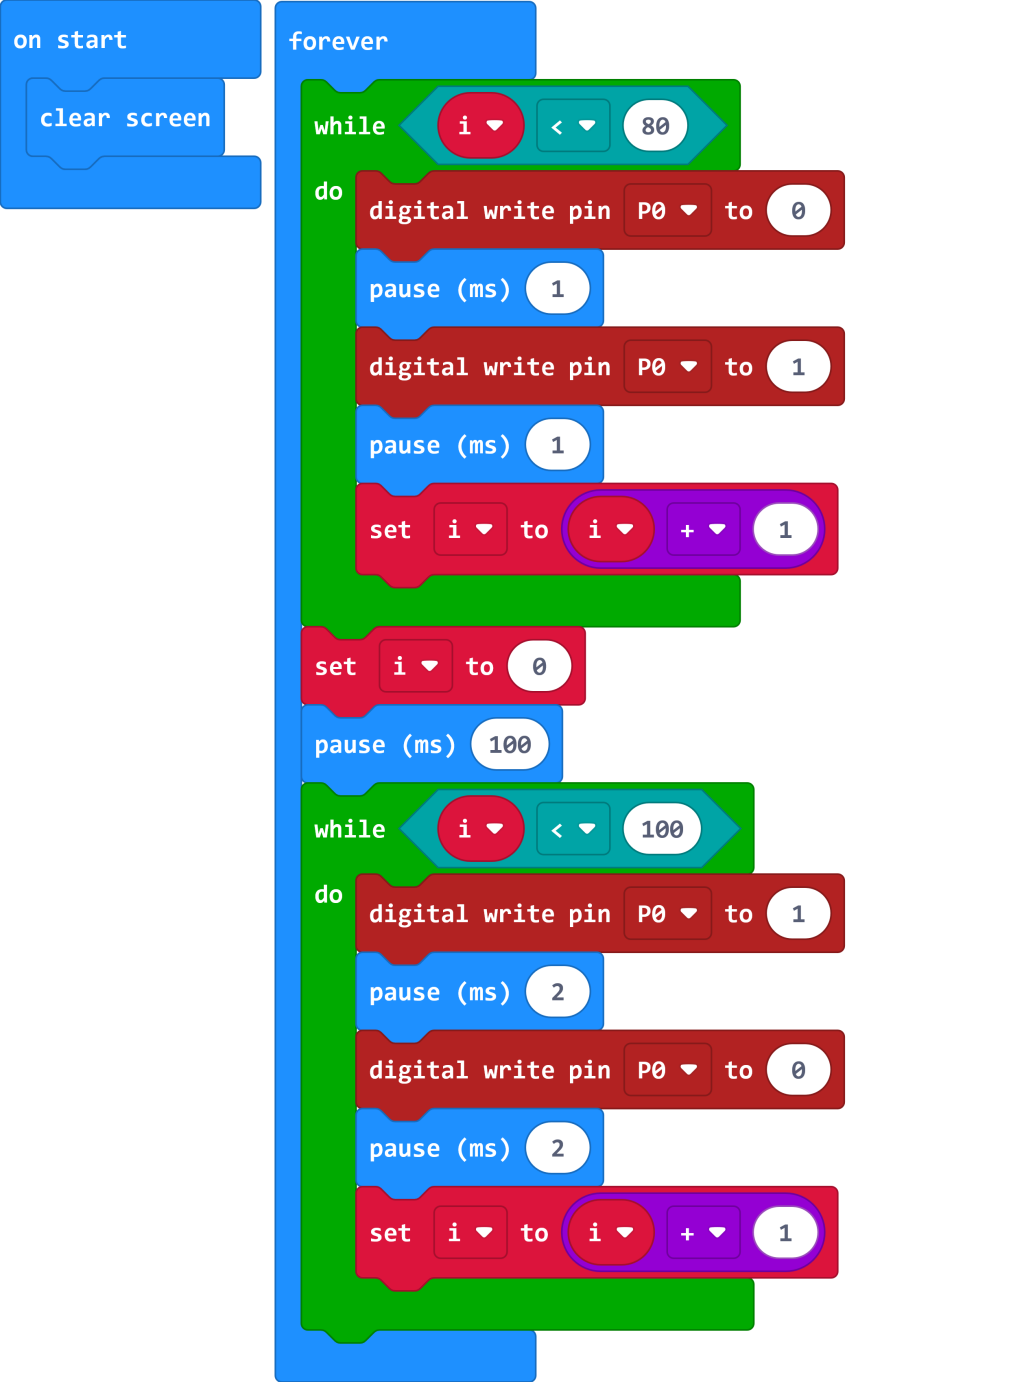 on start
clear screen
forever
while i < 80
do
digital write pin P0 to 0
pause (ms) 1
digital write pin P0 to 1
pause (ms) 1
set i to i + 1
set i to 0
pause (ms) 100
while i < 100
do
digital write pin P0 to 1
pause (ms) 2
digital write pin P0 to 0
pause (ms) 2
set i to i + 1